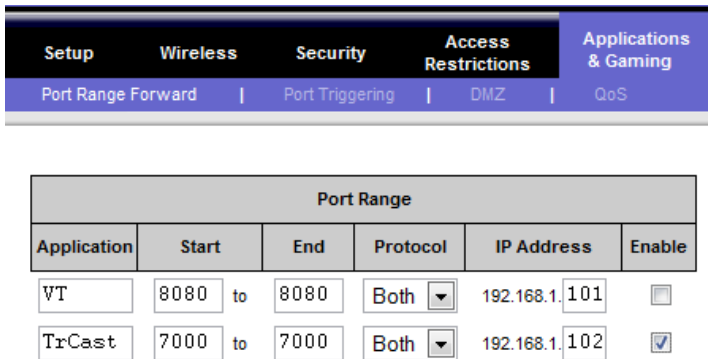 Setup Wireless Security Access Restrictions Applications & Gaming
Port Range Forward | Port Triggering | DMZ | QoS
Port Range
Application Start End Protocol IP Address Enable
VT 8080 to 8080 Both 192.168.1. 101
TrCast 7000 to 7000 Both 192.168.1. 102